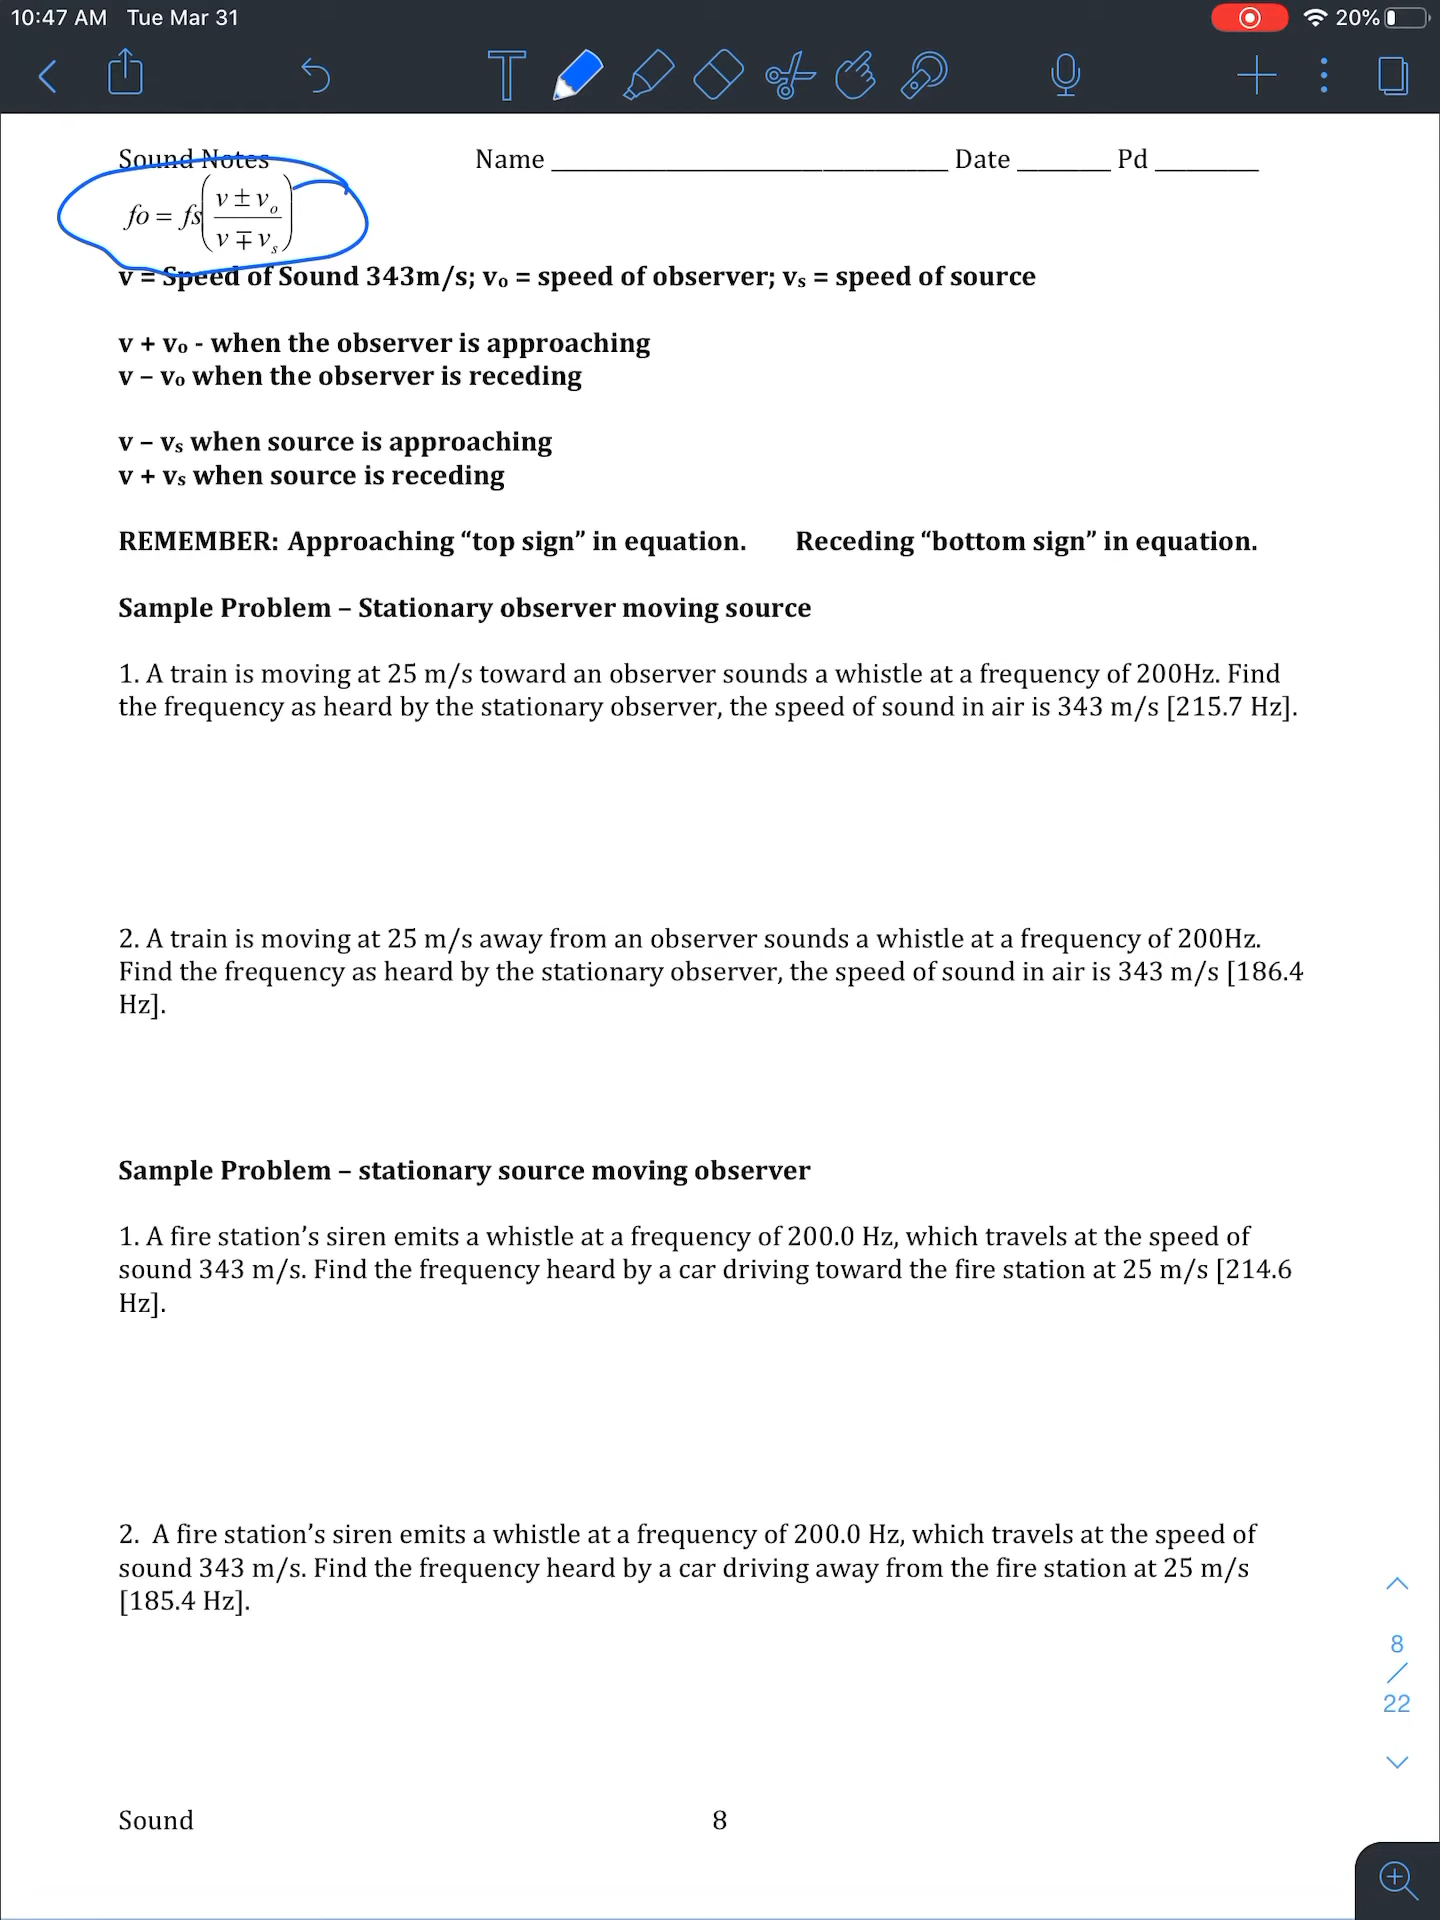 10:47 AM Tue Mar 31 20%
T
Sound Notes Name ____________________________ Date _______ Pd ________
fo = fs(v ± vₒ / v ∓ vₛ)
v = Speed of Sound 343m/s; vₒ = speed of observer; vₛ = speed of source
v + vₒ - when the observer is approaching
v – vₒ when the observer is receding
v – vₛ when source is approaching
v + vₛ when source is receding
REMEMBER: Approaching “top sign” in equation. Receding “bottom sign” in equation.
Sample Problem – Stationary observer moving source
1. A train is moving at 25 m/s toward an observer sounds a whistle at a frequency of 200Hz. Find
the frequency as heard by the stationary observer, the speed of sound in air is 343 m/s [215.7 Hz].
2. A train is moving at 25 m/s away from an observer sounds a whistle at a frequency of 200Hz.
Find the frequency as heard by the stationary observer, the speed of sound in air is 343 m/s [186.4
Hz].
Sample Problem – stationary source moving observer
1. A fire station’s siren emits a whistle at a frequency of 200.0 Hz, which travels at the speed of
sound 343 m/s. Find the frequency heard by a car driving toward the fire station at 25 m/s [214.6
Hz].
2. A fire station’s siren emits a whistle at a frequency of 200.0 Hz, which travels at the speed of
sound 343 m/s. Find the frequency heard by a car driving away from the fire station at 25 m/s
[185.4 Hz].
8
/
22
Sound 8